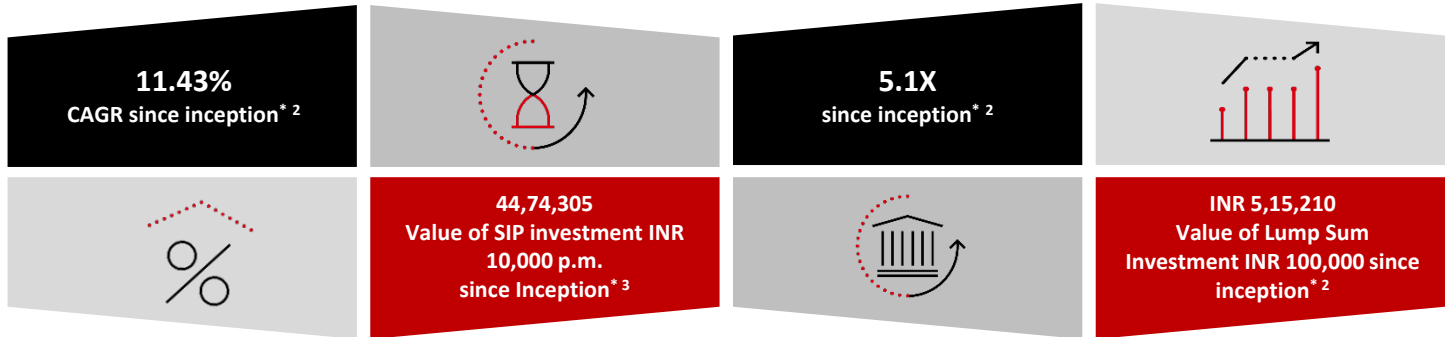 11.43%
CAGR since inception* 2
5.1X
since inception* 2
44,74,305
Value of SIP investment INR
10,000 p.m.
since Inception* 3
INR 5,15,210
Value of Lump Sum
Investment INR 100,000 since
inception* 2